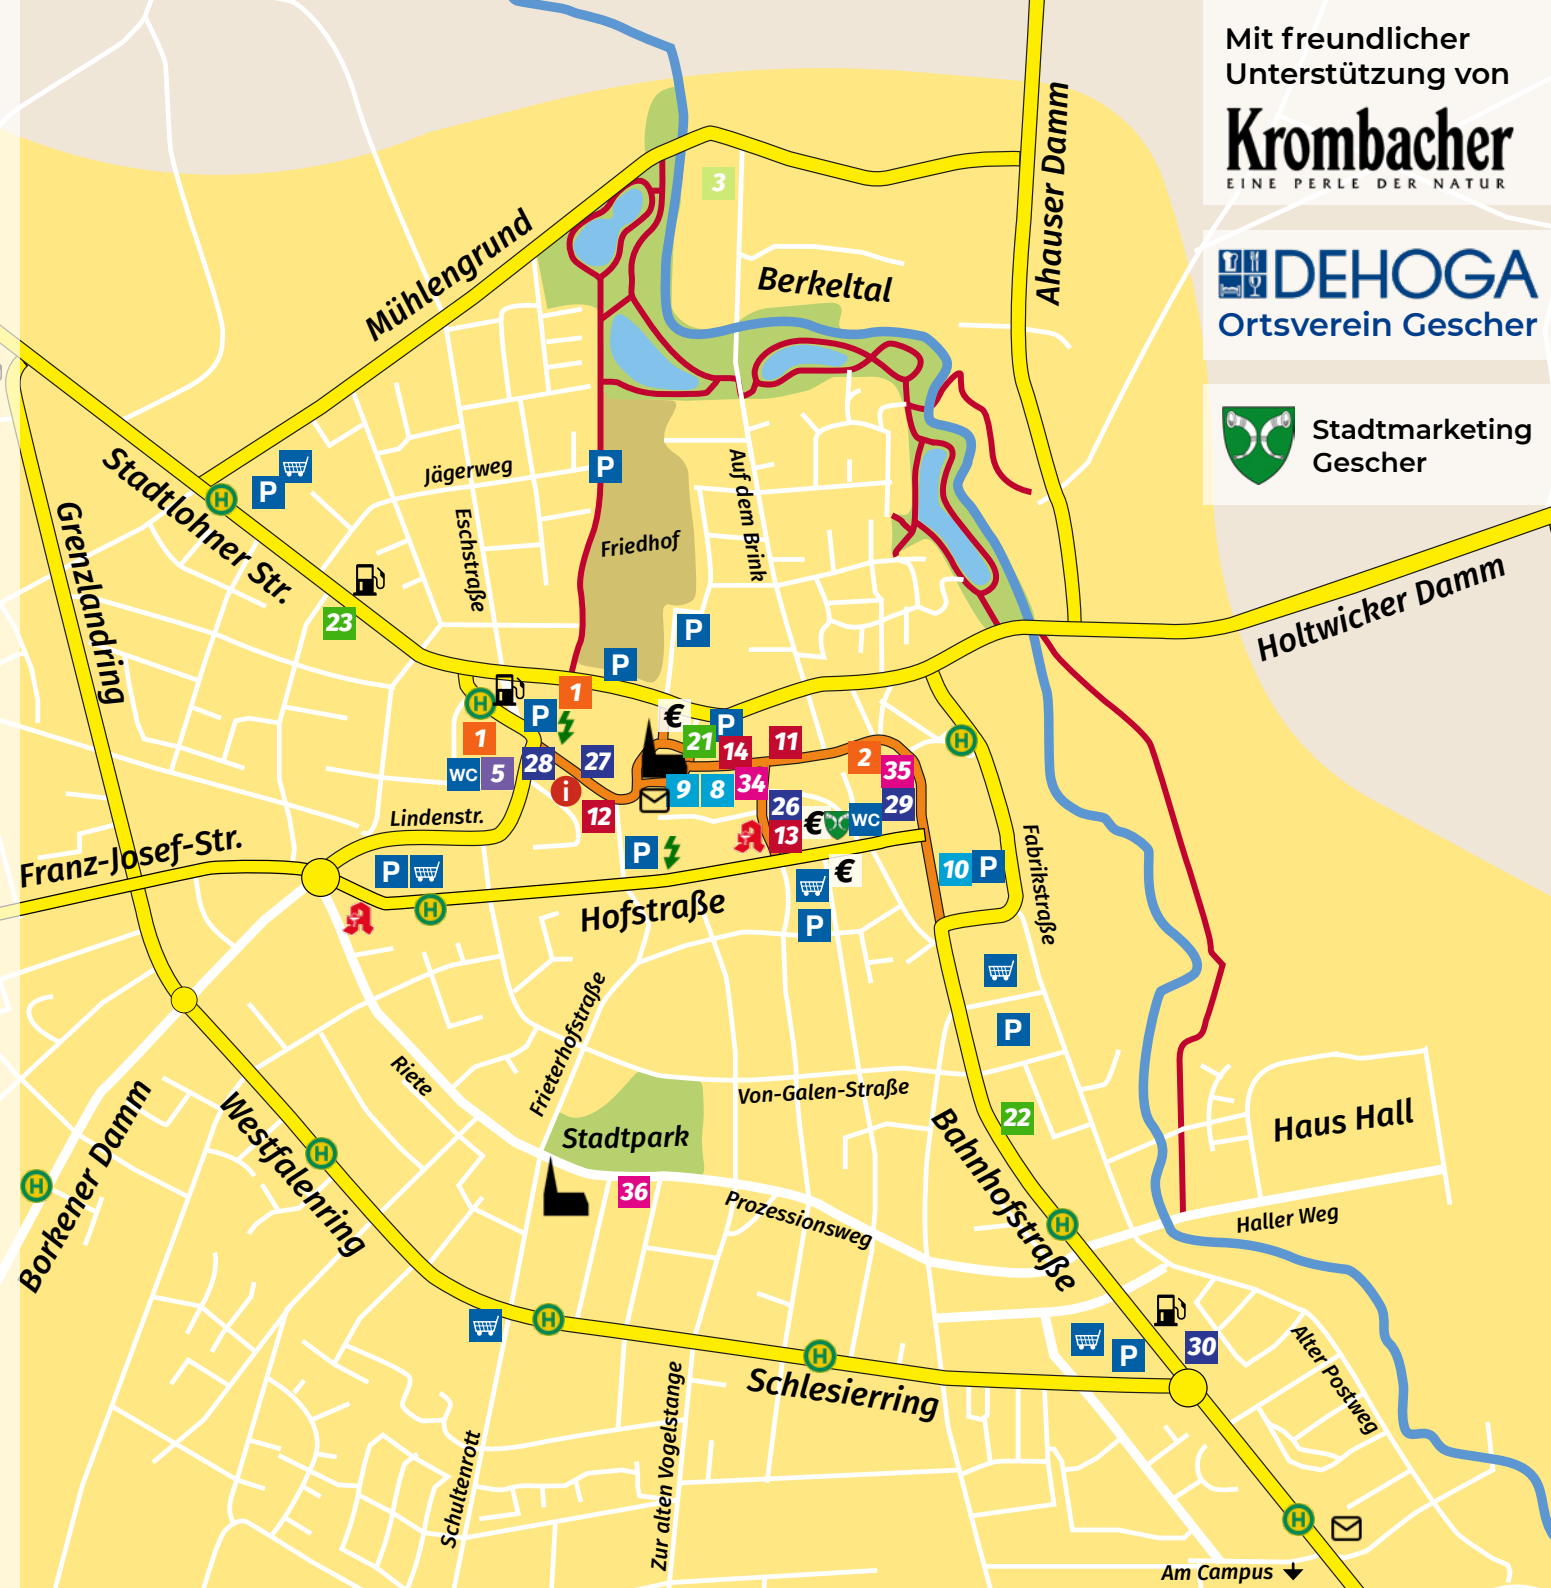 Mit freundlicher
Unterstützung von
Krombacher
EINE PERLE DER NATUR
DEHOGA
Ortsverein Gescher
Stadtmarketing
Gescher
Ahauser Damm
3
Mühlengrund
Berkeltal
Stadtlohner Str.
H
P
Jägerweg
P
Auf dem Brink
Grenzlandring
Eschstraße
Friedhof
23
P
P
Holtwicker Damm
H
P
1
€
P
21
14
11
H
1
WC
5
28
27
i
12
9
8
34
2
35
26
29
13
€
WC
Lindenstr.
Franz-Josef-Str.
P
P
€
10
P
Fabrikstraße
H
Hofstraße
P
P
Frieterhofstraße
Riete
Von-Galen-Straße
22
Haus Hall
Borkener Damm
H
Westfalenring
H
Stadtpark
36
Prozessionsweg
Bahnhofstraße
H
Haller Weg
H
H
Schlesierring
P
30
Alter Postweg
Schultenrott
Zur alten Vogelstange
H
Am Campus